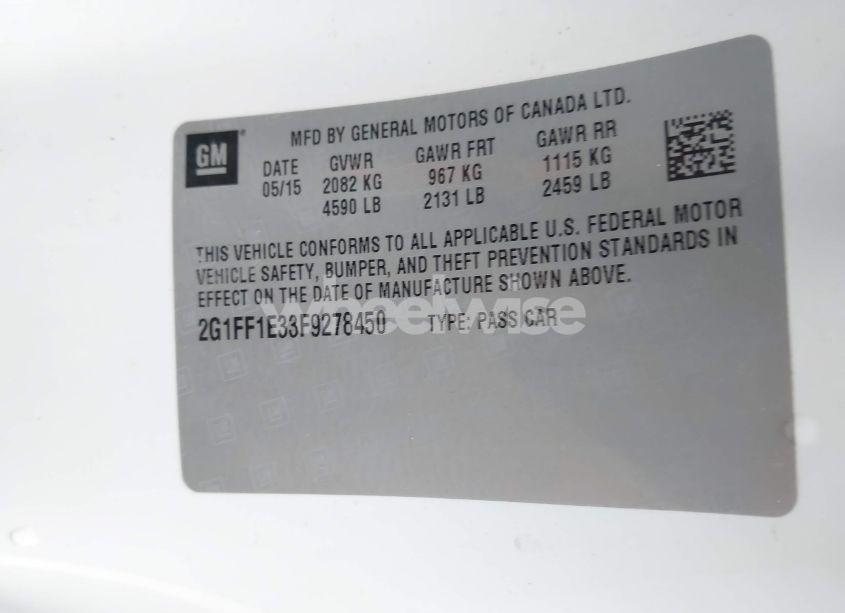 GM
MFD BY GENERAL MOTORS OF CANADA LTD.
DATE GVWR GAWR FRT GAWR RR
05/15 2082 KG 967 KG 1115 KG
4590 LB 2131 LB 2459 LB
THIS VEHICLE CONFORMS TO ALL APPLICABLE U.S. FEDERAL MOTOR
VEHICLE SAFETY, BUMPER, AND THEFT PREVENTION STANDARDS IN
EFFECT ON THE DATE OF MANUFACTURE SHOWN ABOVE.
2G1FF1E33F9278450 TYPE: PASS CAR
wheelwise